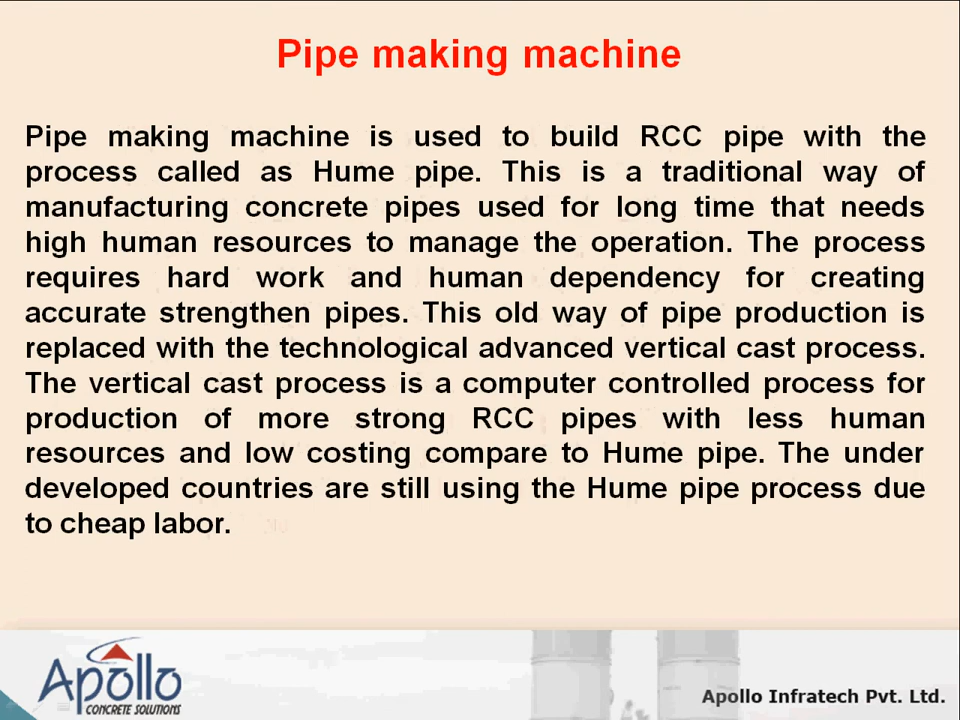 Pipe making machine
Pipe making machine is used to build RCC pipe with the
process called as Hume pipe. This is a traditional way of
manufacturing concrete pipes used for long time that needs
high human resources to manage the operation. The process
requires hard work and human dependency for creating
accurate strengthen pipes. This old way of pipe production is
replaced with the technological advanced vertical cast process.
The vertical cast process is a computer controlled process for
production of more strong RCC pipes with less human
resources and low costing compare to Hume pipe. The under
developed countries are still using the Hume pipe process due
to cheap labor.
Apollo
CONCRETE SOLUTIONS
Apollo Infratech Pvt. Ltd.